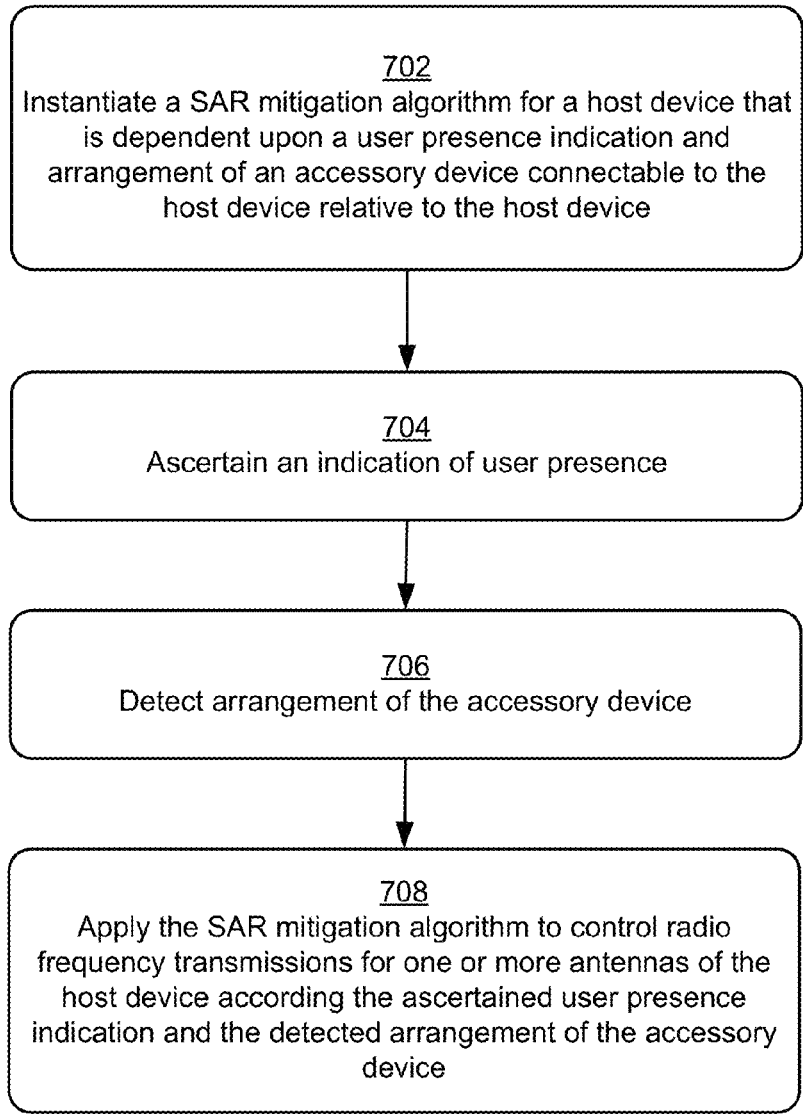 702
Instantiate a SAR mitigation algorithm for a host device that
is dependent upon a user presence indication and
arrangement of an accessory device connectable to the
host device relative to the host device
704
Ascertain an indication of user presence
706
Detect arrangement of the accessory device
708
Apply the SAR mitigation algorithm to control radio
frequency transmissions for one or more antennas of the
host device according the ascertained user presence
indication and the detected arrangement of the accessory
device